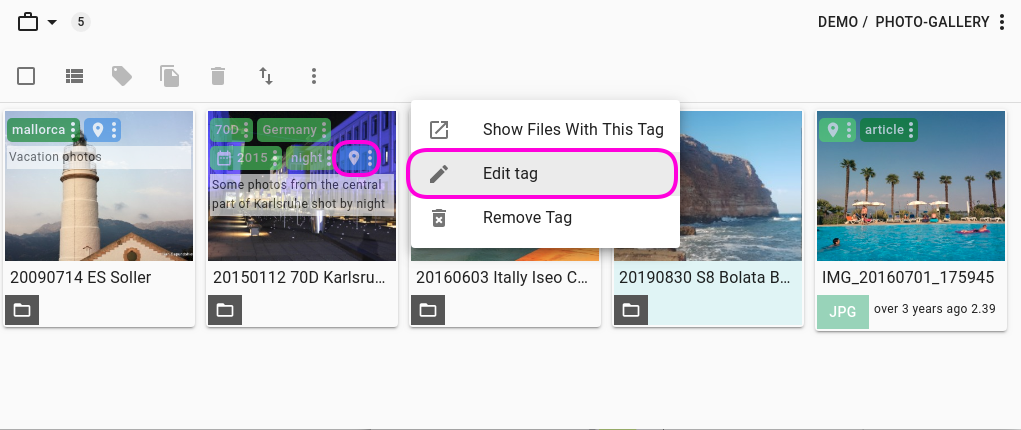 5
DEMO / PHOTO-GALLERY
mallorca
Vacation photos
70D
Germany
2015
night
Some photos from the central
part of Karlsruhe shot by night
Show Files With This Tag
Edit tag
Remove Tag
article
20090714 ES Soller
20150112 70D Karlsru...
20160603 Itally Iseo C...
20190830 S8 Bolata B...
IMG_20160701_175945
JPG
over 3 years ago 2.39